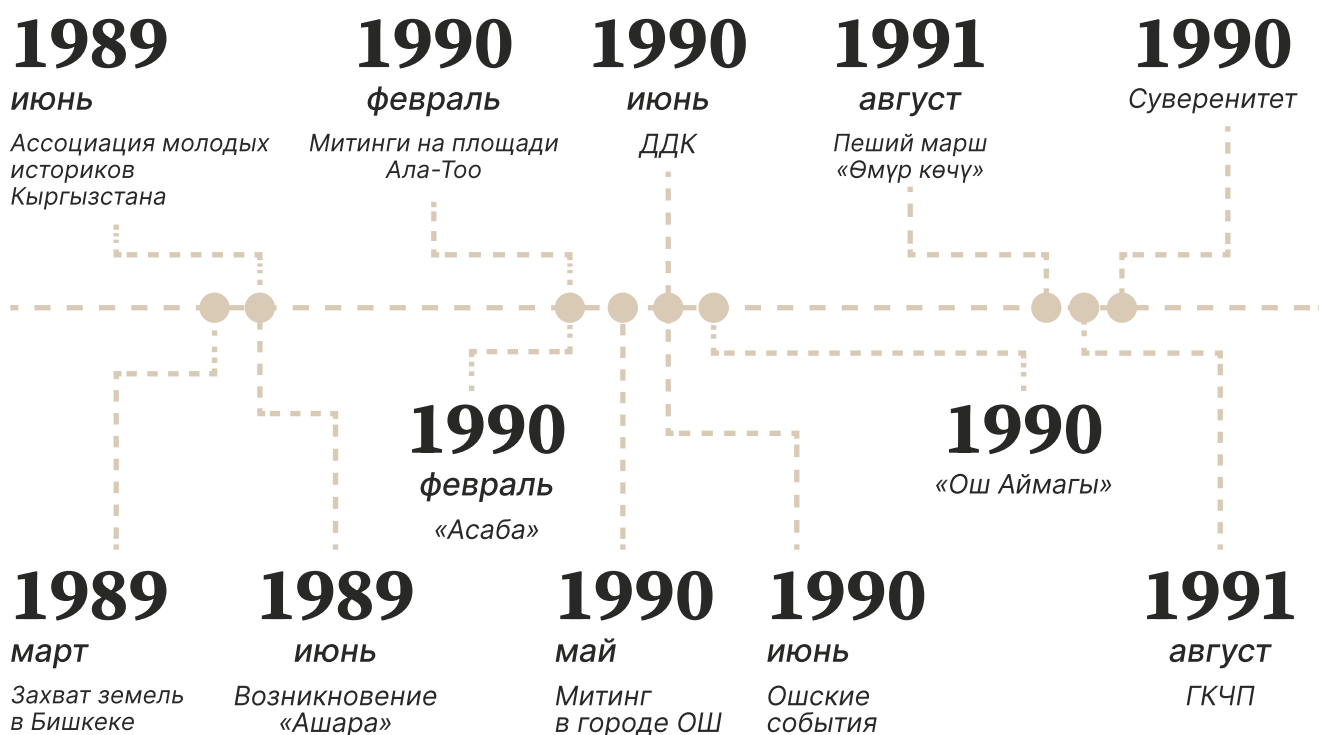 1989
июнь
Ассоциация молодых
историков
Кыргызстана
1990
февраль
Митинги на площади
Ала-Тоо
1990
июнь
ДДК
1991
август
Пеший марш
«Өмүр көчү»
1990
Суверенитет
1990
февраль
«Асаба»
1990
«Ош Аймагы»
1989
март
Захват земель
в Бишкеке
1989
июнь
Возникновение
«Ашара»
1990
май
Митинг
в городе ОШ
1990
июнь
Ошские
события
1991
август
ГКЧП